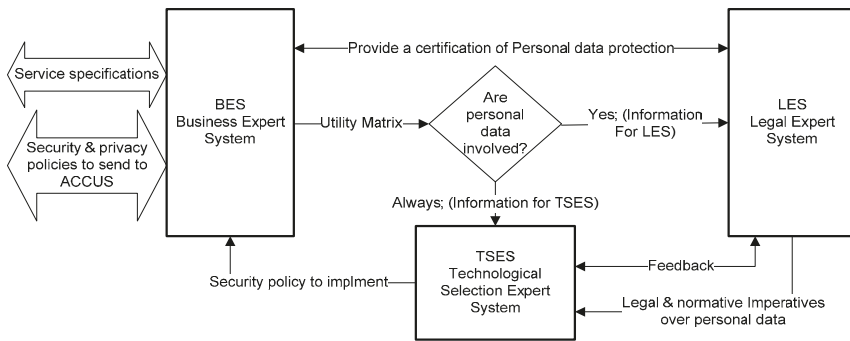 Service specifications
Security & privacy
policies to send to
ACCUS
BES
Business Expert
System
Provide a certification of Personal data protection
Utility Matrix
Are
personal
data
involved?
Yes; (Information
For LES)
LES
Legal Expert
System
Always; (Information for TSES)
TSES
Technological
Selection Expert
System
Security policy to implment
Feedback
Legal & normative Imperatives
over personal data